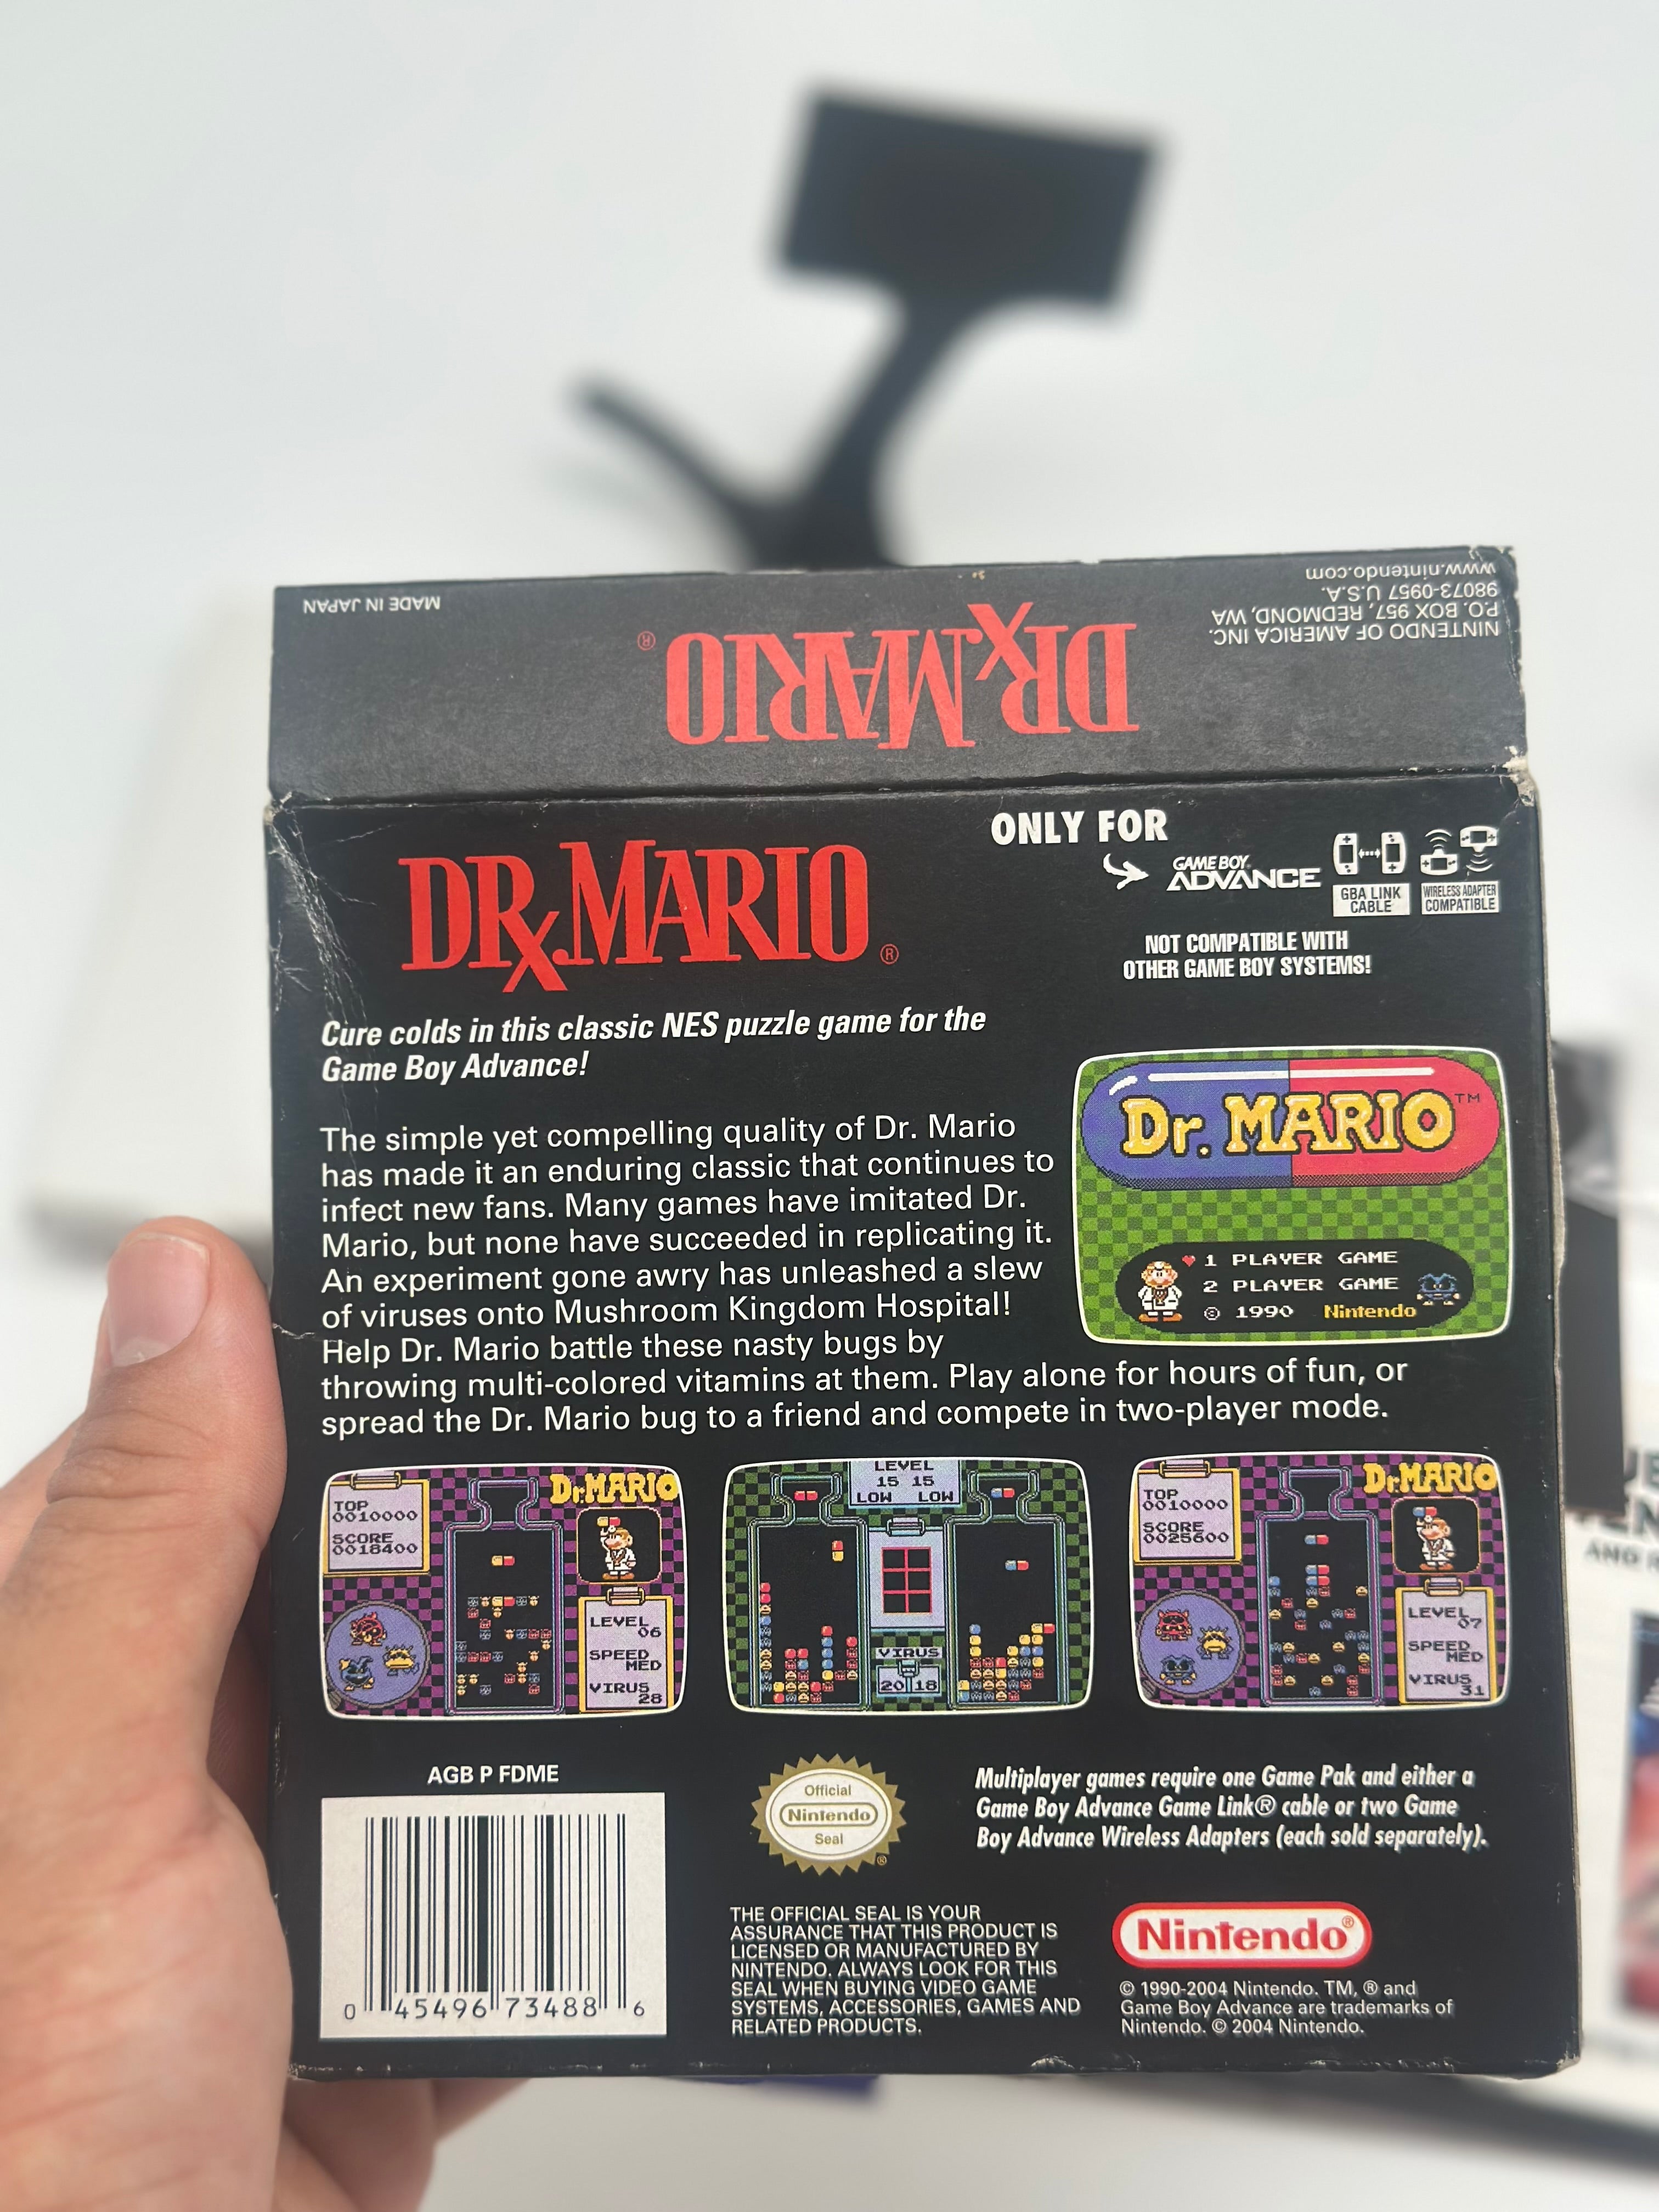 MADE IN JAPAN
DR. MARIO®
NINTENDO OF AMERICA INC.
P.O. BOX 957, REDMOND, WA
98073-0957 U.S.A.
www.nintendo.com
DR. MARIO®
ONLY FOR
GAME BOY
ADVANCE
GBA LINK
CABLE
WIRELESS ADAPTER
COMPATIBLE
NOT COMPATIBLE WITH
OTHER GAME BOY SYSTEMS!
Cure colds in this classic NES puzzle game for the
Game Boy Advance!
The simple yet compelling quality of Dr. Mario
has made it an enduring classic that continues to
infect new fans. Many games have imitated Dr.
Mario, but none have succeeded in replicating it.
An experiment gone awry has unleashed a slew
of viruses onto Mushroom Kingdom Hospital!
Help Dr. Mario battle these nasty bugs by
throwing multi-colored vitamins at them. Play alone for hours of fun, or
spread the Dr. Mario bug to a friend and compete in two-player mode.
Dr. MARIO™
1 PLAYER GAME
2 PLAYER GAME
© 1990 Nintendo
Dr. MARIO
TOP
0010000
SCORE
0018400
LEVEL
06
SPEED
MED
VIRUS
28
LEVEL
15 15
LOW LOW
VIRUS
20 18
Dr. MARIO
TOP
0010000
SCORE
0025600
LEVEL
07
SPEED
MED
VIRUS
31
AGB P FDME
0 45496 73488 6
Official
Nintendo
Seal
®
THE OFFICIAL SEAL IS YOUR
ASSURANCE THAT THIS PRODUCT IS
LICENSED OR MANUFACTURED BY
NINTENDO. ALWAYS LOOK FOR THIS
SEAL WHEN BUYING VIDEO GAME
SYSTEMS, ACCESSORIES, GAMES AND
RELATED PRODUCTS.
Multiplayer games require one Game Pak and either a
Game Boy Advance Game Link® cable or two Game
Boy Advance Wireless Adapters (each sold separately).
Nintendo®
© 1990-2004 Nintendo. TM, ® and
Game Boy Advance are trademarks of
Nintendo. © 2004 Nintendo.